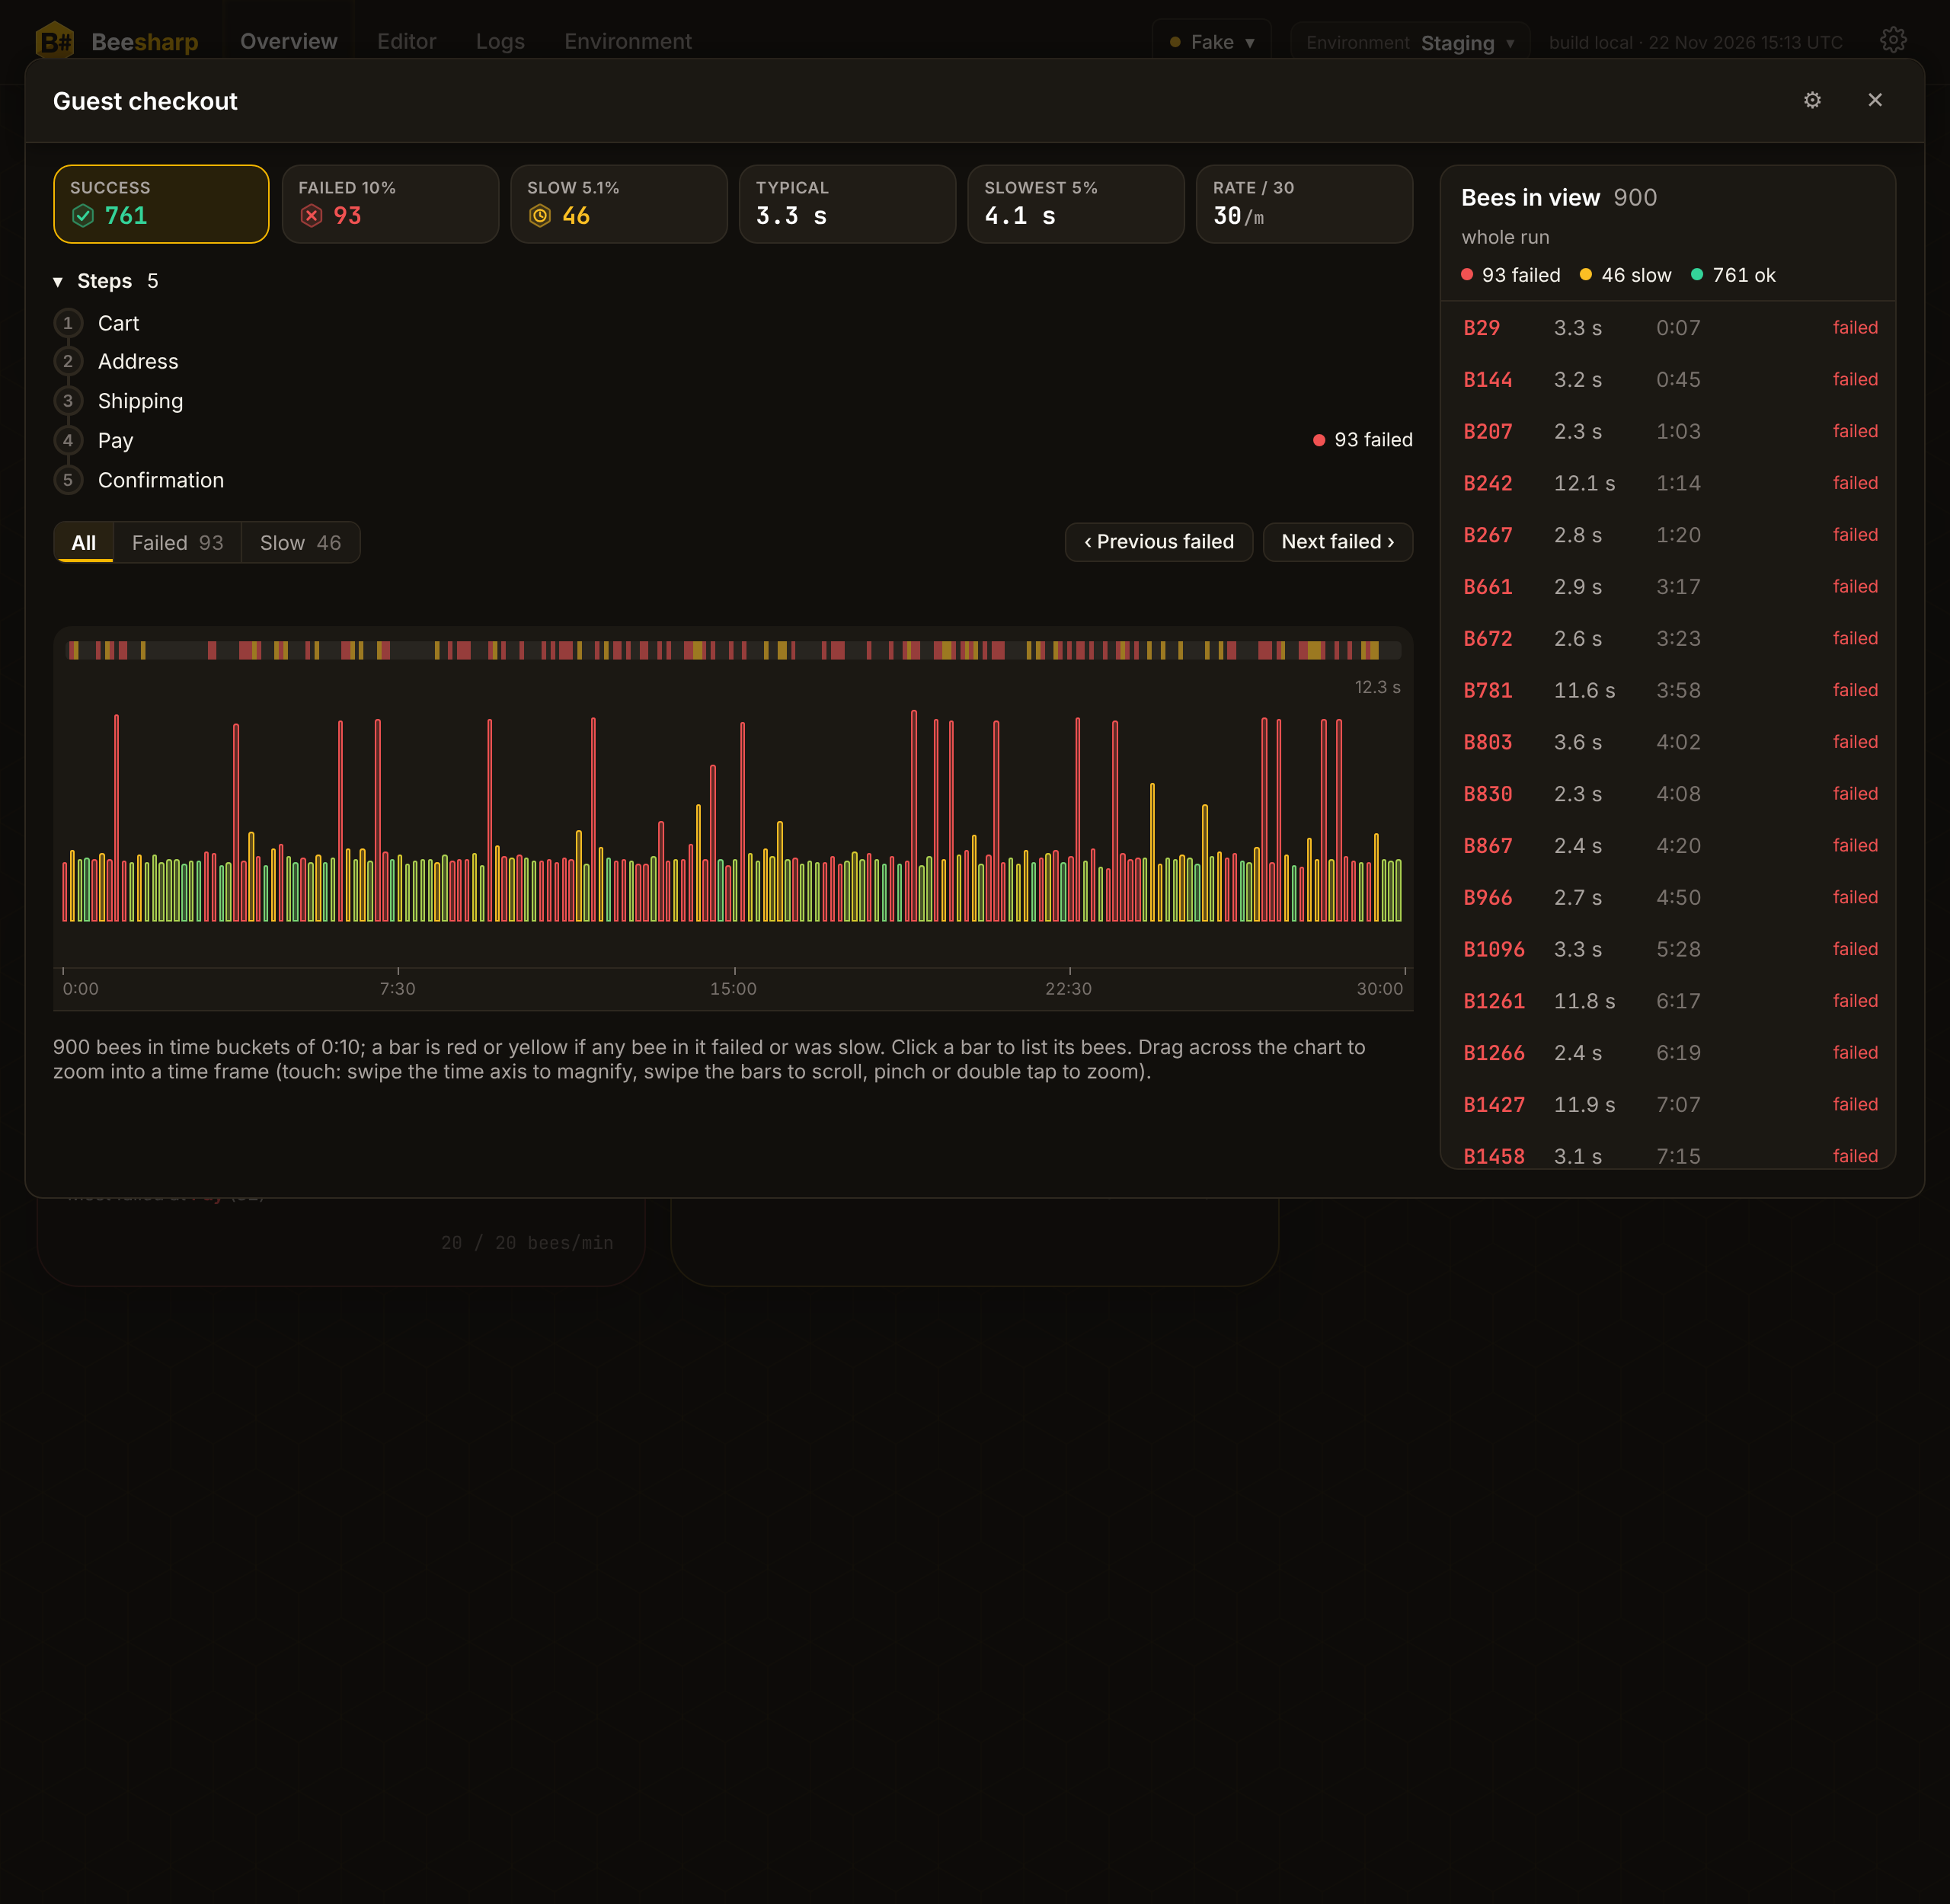 B# Beesharp Overview Editor Logs Environment Fake ▾ Environment Staging ▾ build local · 22 Nov 2026 15:13 UTC
Guest checkout
SUCCESS
761
FAILED 10%
93
SLOW 5.1%
46
TYPICAL
3.3 s
SLOWEST 5%
4.1 s
RATE / 30
30/m
▾ Steps 5
1 Cart
2 Address
3 Shipping
4 Pay 93 failed
5 Confirmation
All Failed 93 Slow 46 ‹ Previous failed Next failed ›
12.3 s
0:00 7:30 15:00 22:30 30:00
900 bees in time buckets of 0:10; a bar is red or yellow if any bee in it failed or was slow. Click a bar to list its bees. Drag across the chart to
zoom into a time frame (touch: swipe the time axis to magnify, swipe the bars to scroll, pinch or double tap to zoom).
Bees in view 900
whole run
93 failed 46 slow 761 ok
B29 3.3 s 0:07 failed
B144 3.2 s 0:45 failed
B207 2.3 s 1:03 failed
B242 12.1 s 1:14 failed
B267 2.8 s 1:20 failed
B661 2.9 s 3:17 failed
B672 2.6 s 3:23 failed
B781 11.6 s 3:58 failed
B803 3.6 s 4:02 failed
B830 2.3 s 4:08 failed
B867 2.4 s 4:20 failed
B966 2.7 s 4:50 failed
B1096 3.3 s 5:28 failed
B1261 11.8 s 6:17 failed
B1266 2.4 s 6:19 failed
B1427 11.9 s 7:07 failed
B1458 3.1 s 7:15 failed
20 / 20 bees/min